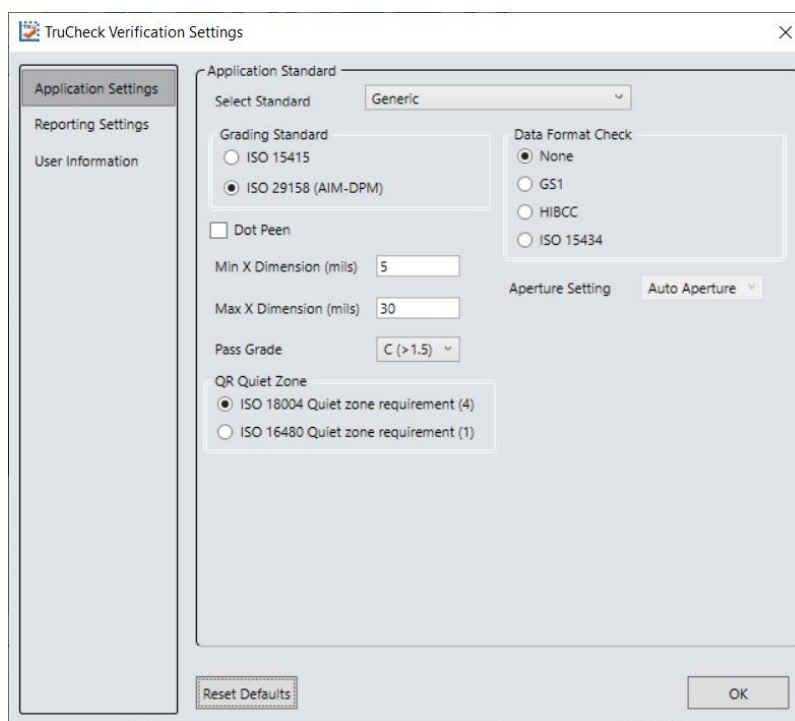 TruCheck Verification Settings
Application Settings
Reporting Settings
User Information
Application Standard
Select Standard
Generic
Grading Standard
ISO 15415
ISO 29158 (AIM-DPM)
Data Format Check
None
GS1
HIBCC
ISO 15434
Dot Peen
Min X Dimension (mils)
5
Aperture Setting
Auto Aperture
Max X Dimension (mils)
30
Pass Grade
C (>1.5)
QR Quiet Zone
ISO 18004 Quiet zone requirement (4)
ISO 16480 Quiet zone requirement (1)
Reset Defaults
OK